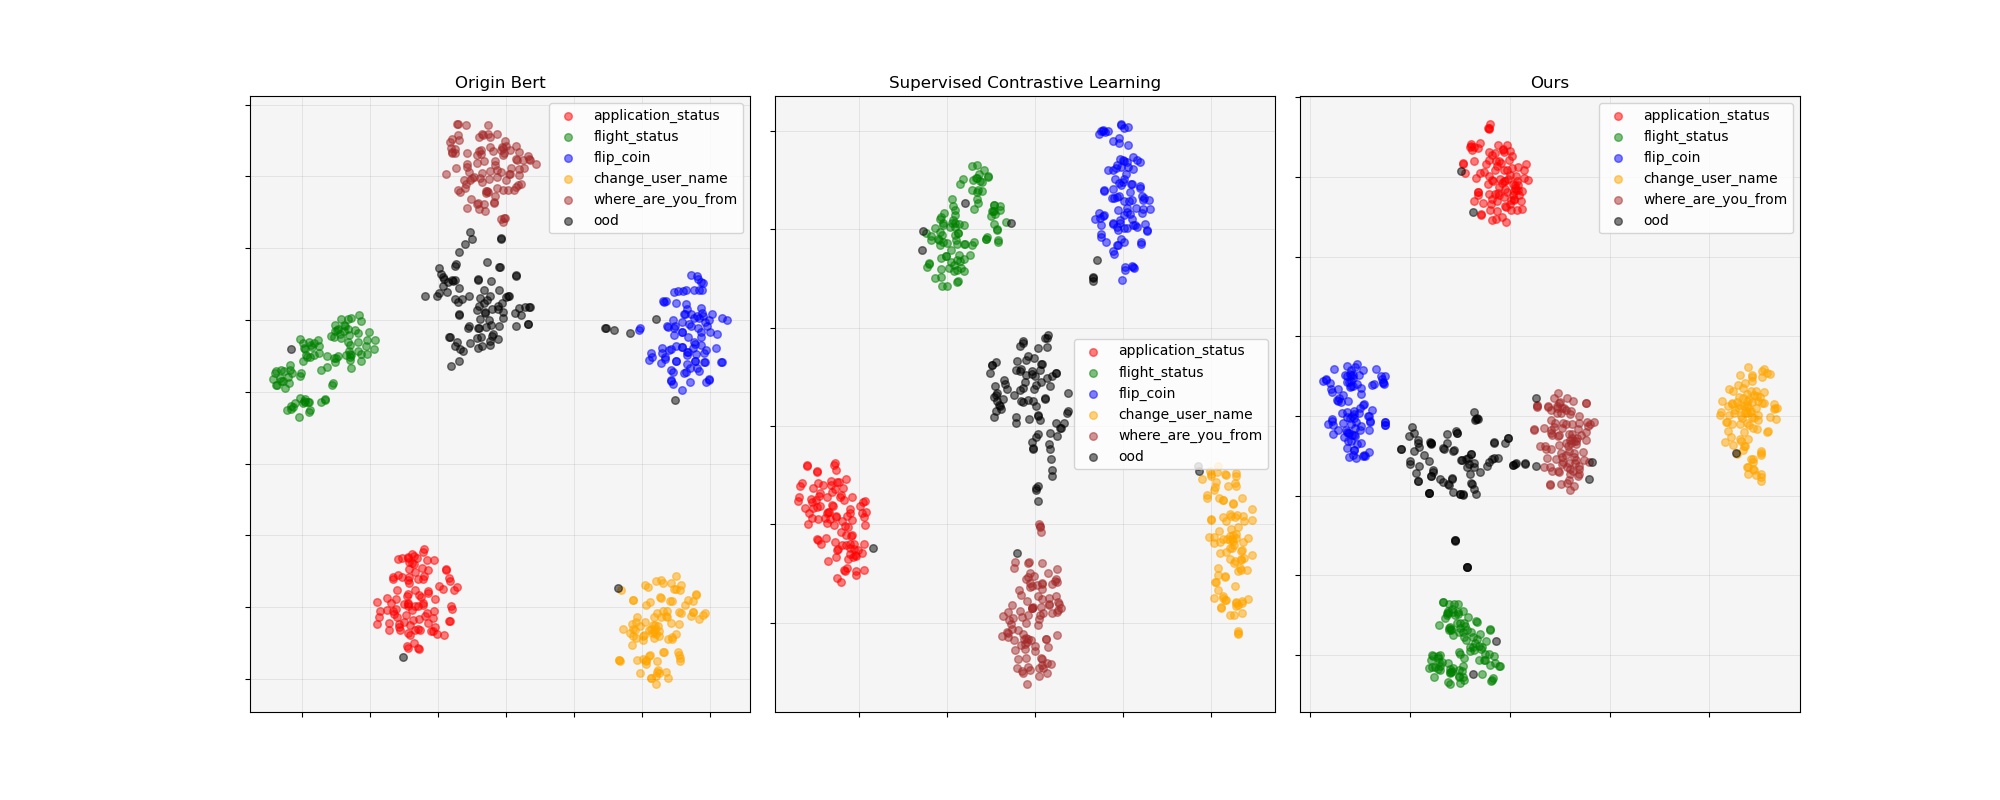 Origin Bert
application_status
flight_status
flip_coin
change_user_name
where_are_you_from
ood
Supervised Contrastive Learning
application_status
flight_status
flip_coin
change_user_name
where_are_you_from
ood
Ours
application_status
flight_status
flip_coin
change_user_name
where_are_you_from
ood